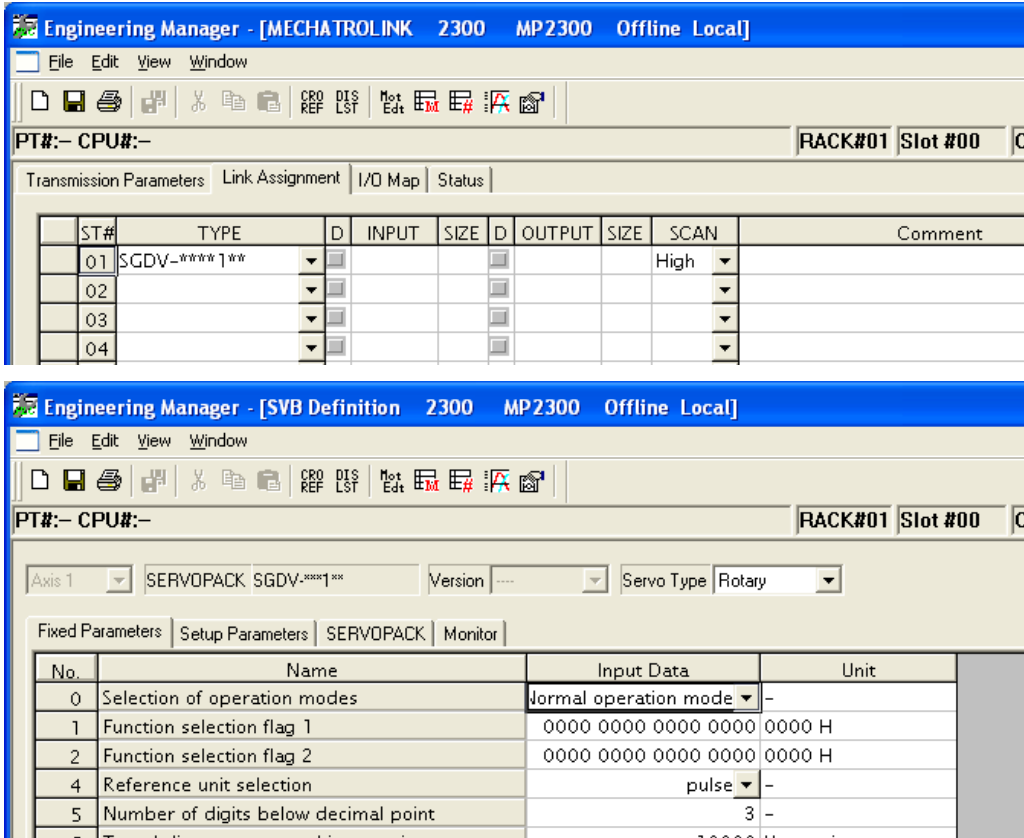 Engineering Manager - [MECHATROLINK 2300 MP2300 Offline Local]
File Edit View Window
CRO REF DIS LST Mot Edt M #
PT#:– CPU#:– RACK#01 Slot #00
Transmission Parameters Link Assignment I/O Map Status
ST# TYPE D INPUT SIZE D OUTPUT SIZE SCAN Comment
01 SGDV-****1** High
02
03
04
Engineering Manager - [SVB Definition 2300 MP2300 Offline Local]
File Edit View Window
CRO REF DIS LST Mot Edt M #
PT#:– CPU#:– RACK#01 Slot #00
Axis 1 SERVOPACK SGDV-****1** Version ---- Servo Type Rotary
Fixed Parameters Setup Parameters SERVOPACK Monitor
No. Name Input Data Unit
0 Selection of operation modes Normal operation mode –
1 Function selection flag 1 0000 0000 0000 0000 0000 H
2 Function selection flag 2 0000 0000 0000 0000 0000 H
4 Reference unit selection pulse –
5 Number of digits below decimal point 3 –